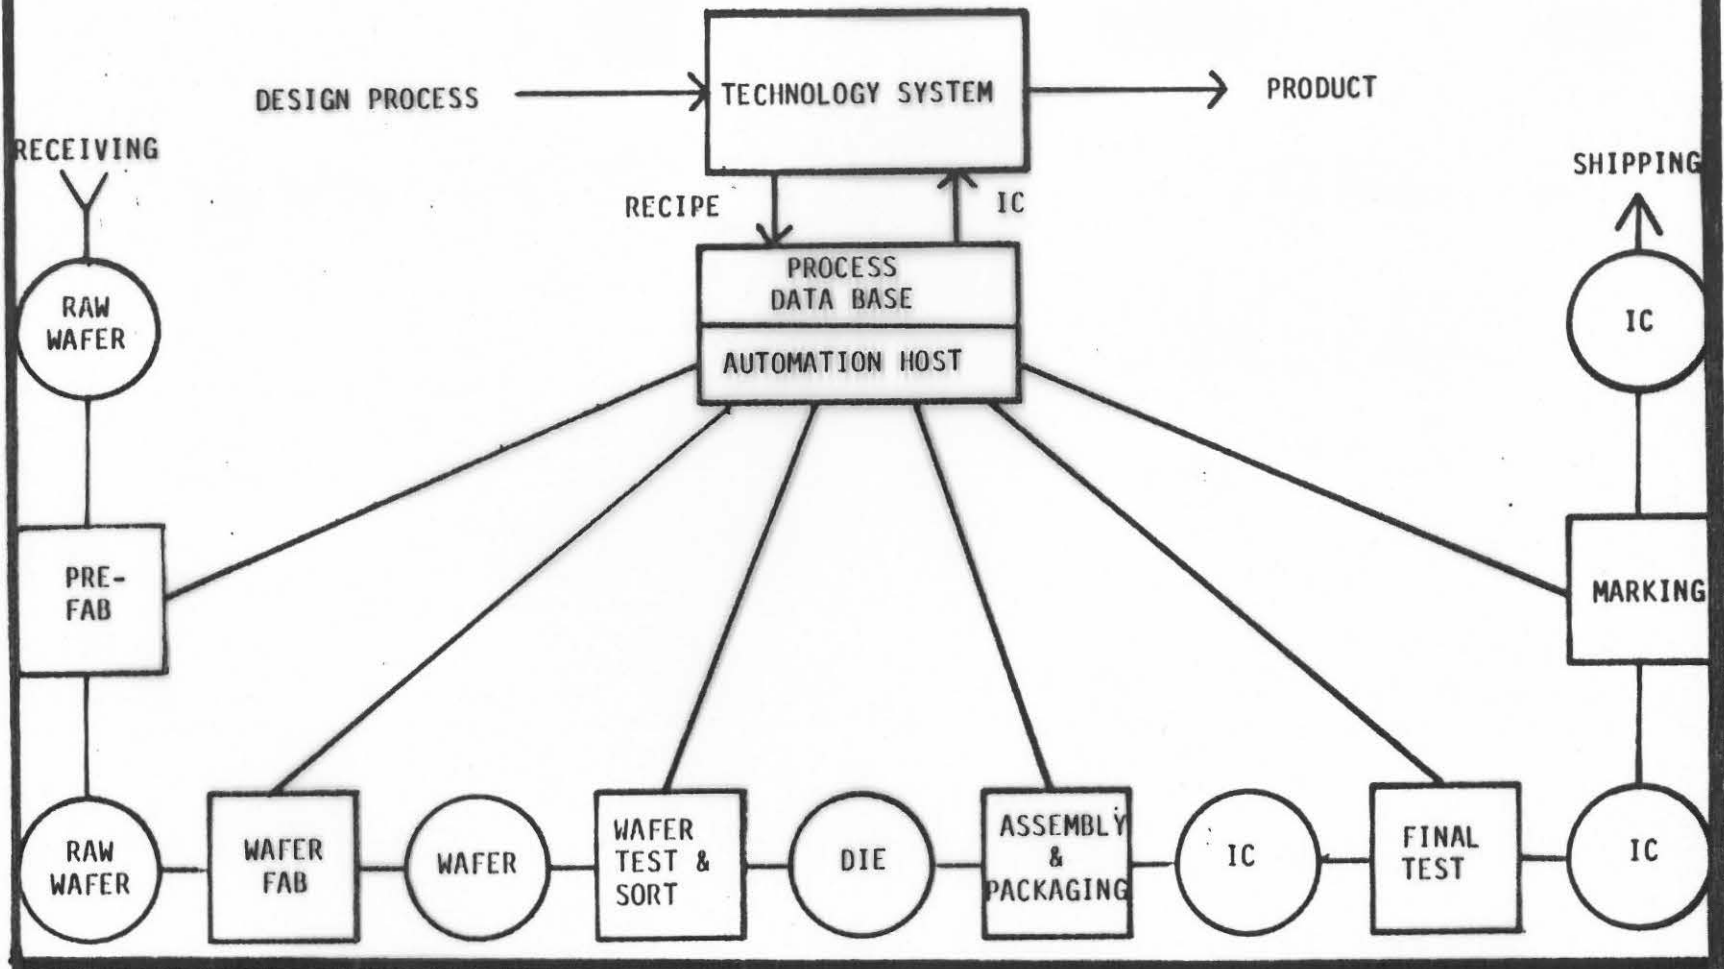 DESIGN PROCESS
TECHNOLOGY SYSTEM
PRODUCT
RECEIVING
SHIPPING
RECIPE
IC
PROCESS
DATA BASE
AUTOMATION HOST
RAW
WAFER
IC
PRE-
FAB
MARKING
RAW
WAFER
WAFER
FAB
WAFER
WAFER
TEST &
SORT
DIE
ASSEMBLY
&
PACKAGING
IC
FINAL
TEST
IC